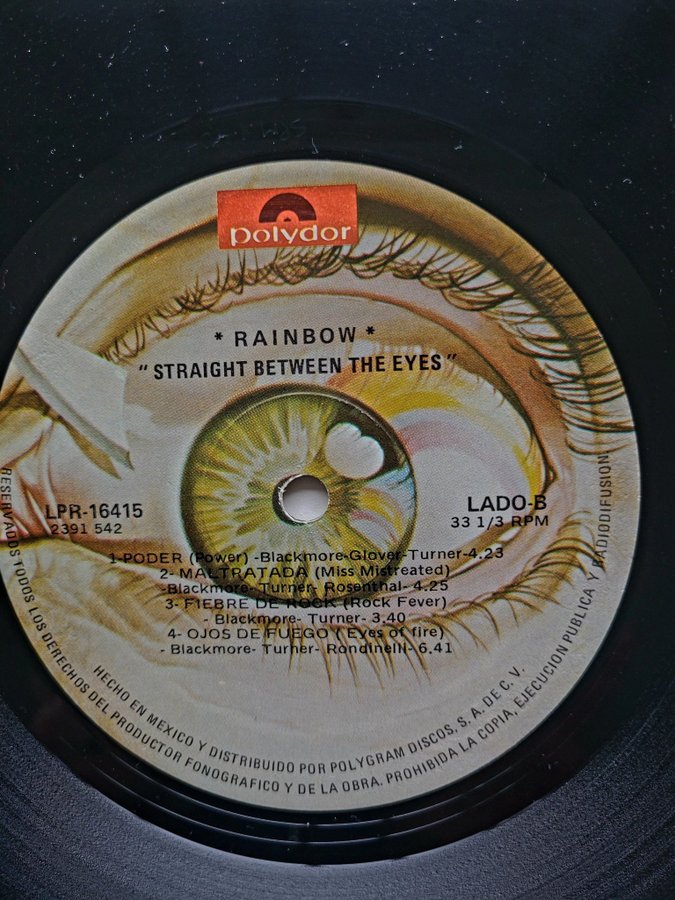 polydor
* RAINBOW *
" STRAIGHT BETWEEN THE EYES "
LPR-16415
2391 542
LADO-B
33 1/3 RPM
1-PODER (Power) -Blackmore-Glover-Turner-4.23
2- MALTRATADA (Miss Mistreated)
-Blackmore- Turner- Rosenthal- 4.25
3- FIEBRE DE ROCK (Rock Fever)
- Blackmore- Turner- 3,40
4- OJOS DE FUEGO ( Eyes of fire)
- Blackmore- Turner- Rondinelli- 6,41
HECHO EN MEXICO Y DISTRIBUIDO POR POLYGRAM DISCOS, S. A. DE C. V.
RESERVADOS TODOS LOS DERECHOS DEL PRODUCTOR FONOGRAFICO Y DE LA OBRA. PROHIBIDA LA COPIA, EJECUCION PUBLICA Y RADIODIFUSION